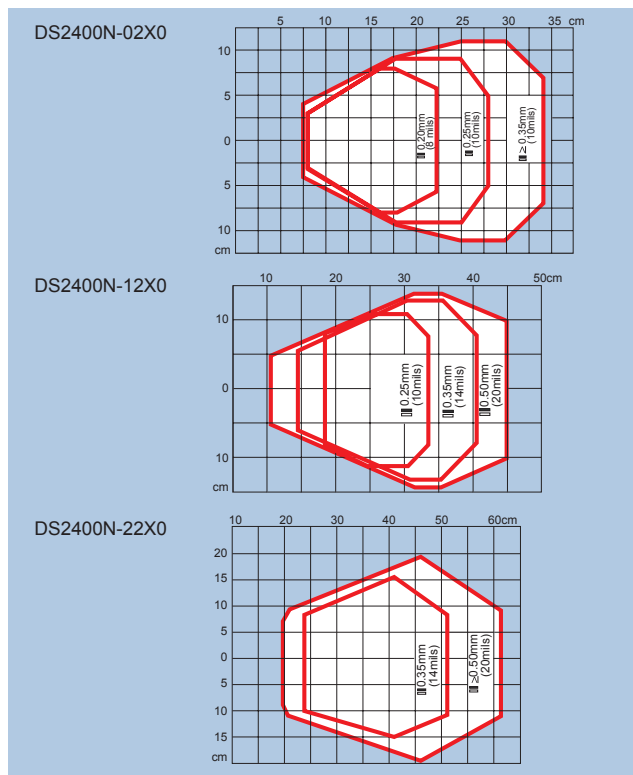 DS2400N-02X0
5 10 15 20 25 30 35 cm
10
5
0
5
10
cm
0.20mm
(8 mils)
0.25mm
(10mils)
≥ 0.35mm
(10mils)
DS2400N-12X0
10 20 30 40 50cm
10
0
10
cm
0.25mm
(10mils)
0.35mm
(14mils)
0.50mm
(20mils)
DS2400N-22X0
10 20 30 40 50 60cm
20
15
10
5
0
5
10
15
cm
0.35mm
(14mils)
≥0.50mm
(20mils)